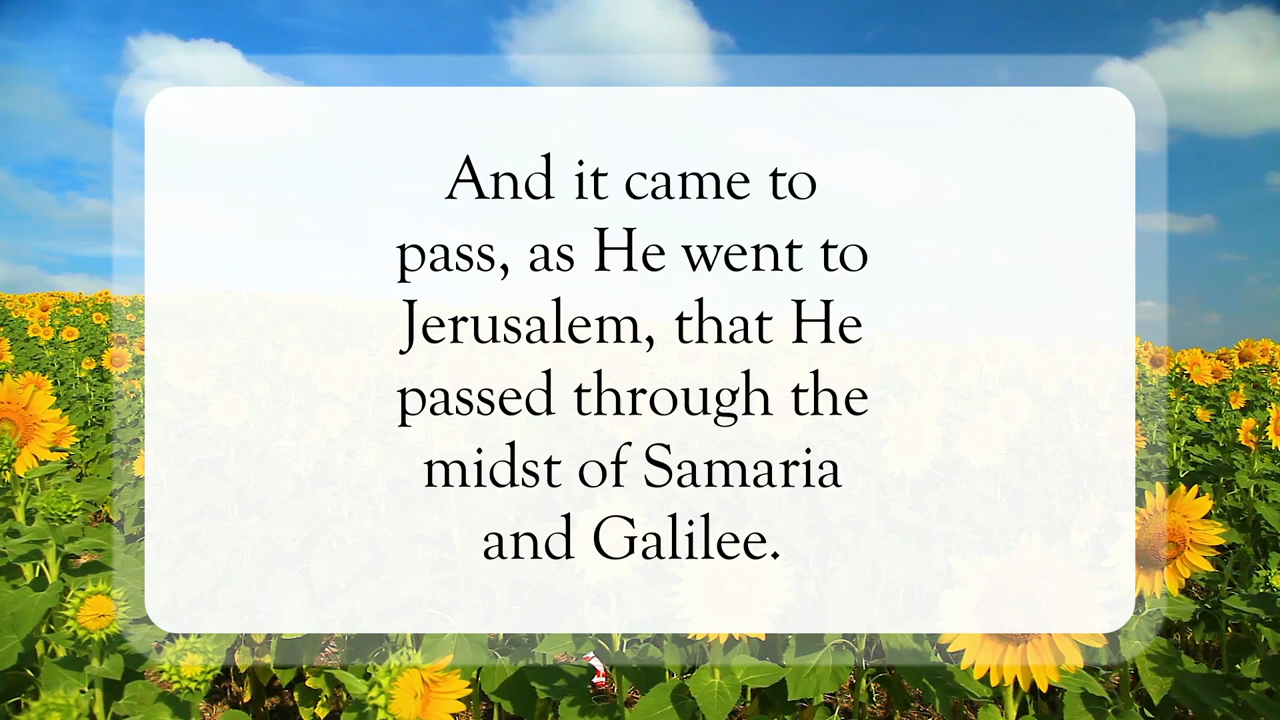 And it came to
pass, as He went to
Jerusalem, that He
passed through the
midst of Samaria
and Galilee.